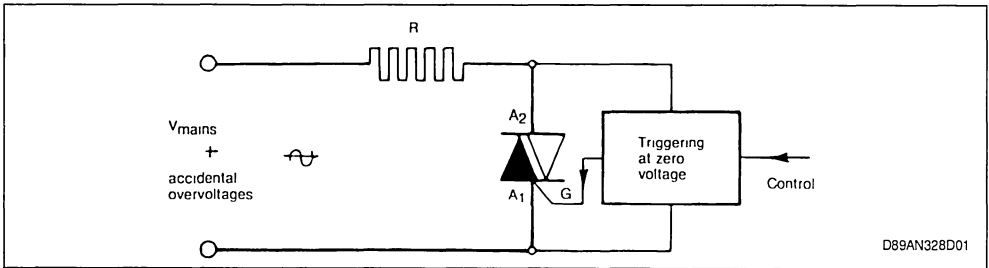 R
A2
Vmains
+
accidental
overvoltages
Triggering
at zero
voltage
Control
A1
G
D89AN328D01